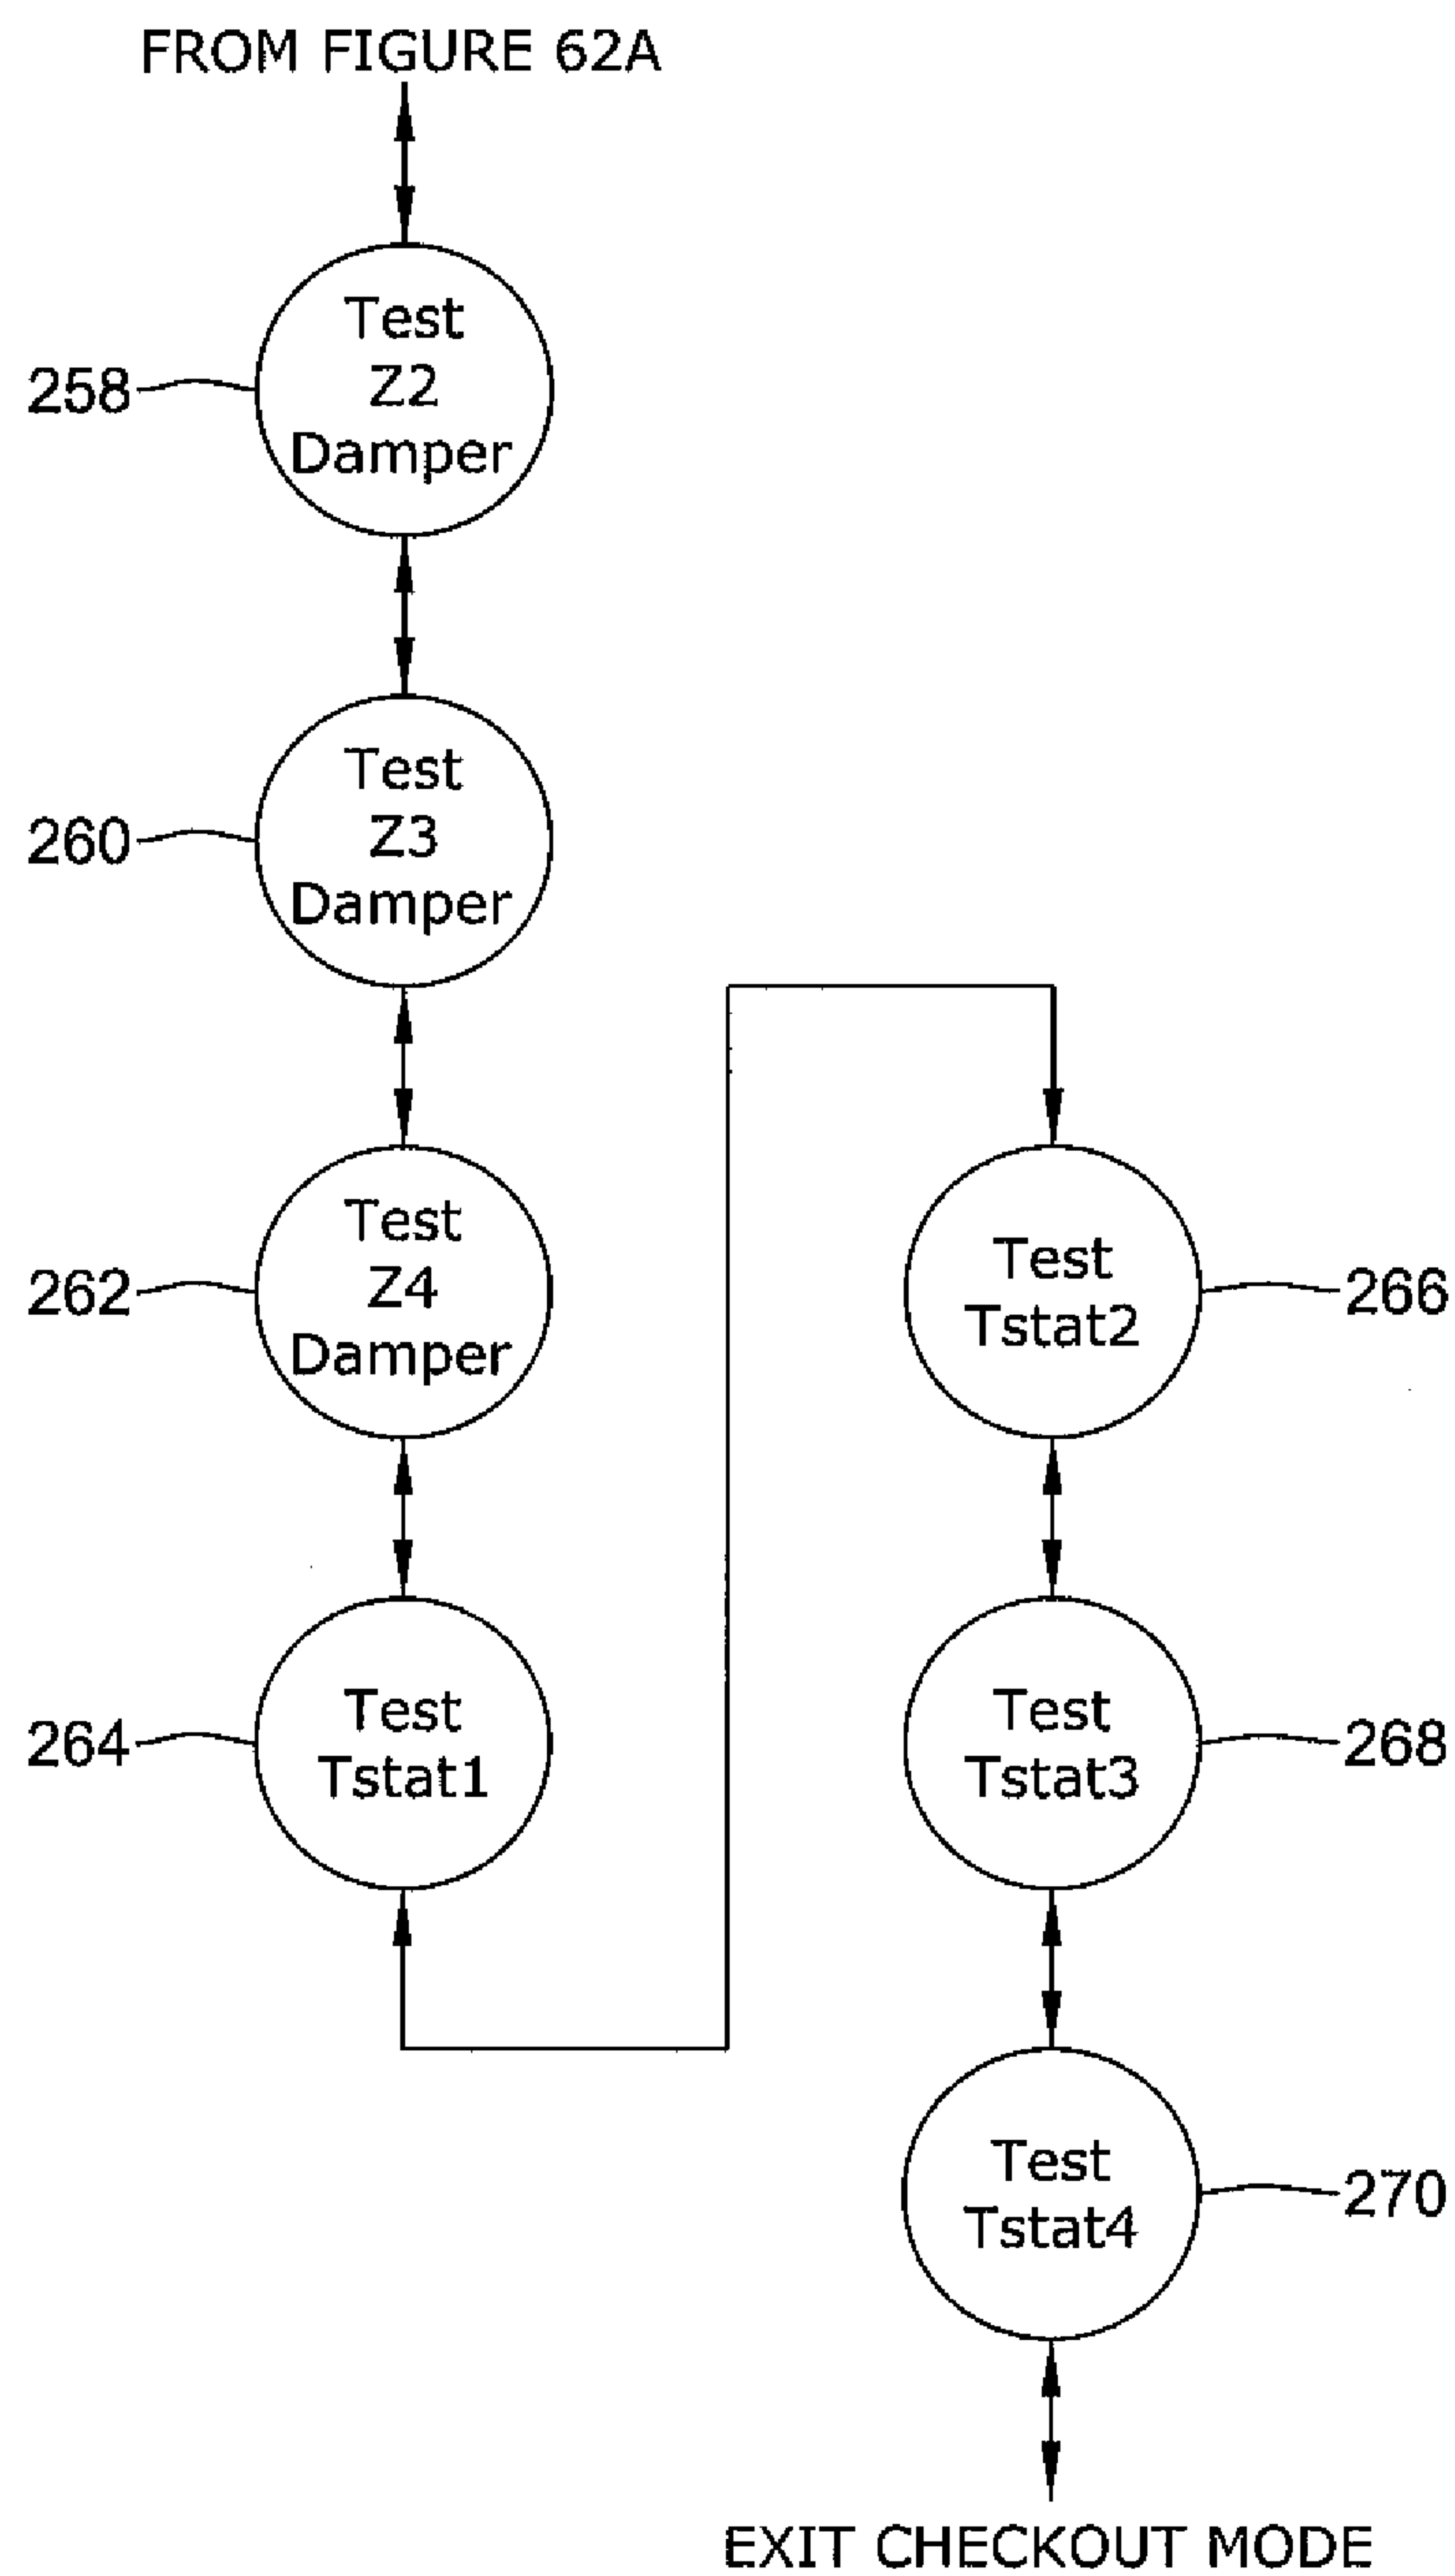 FROM FIGURE 62A
Test
Z2
Damper
258
Test
Z3
Damper
260
Test
Z4
Damper
262
Test
Tstat1
264
Test
Tstat2
266
Test
Tstat3
268
Test
Tstat4
270
EXIT CHECKOUT MODE